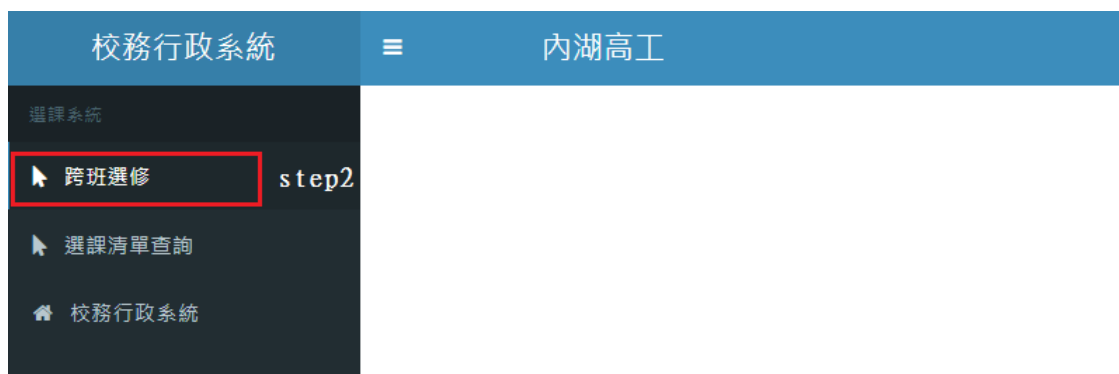 校務行政系統
內湖高工
選課系統
跨班選修 step2
選課清單查詢
校務行政系統